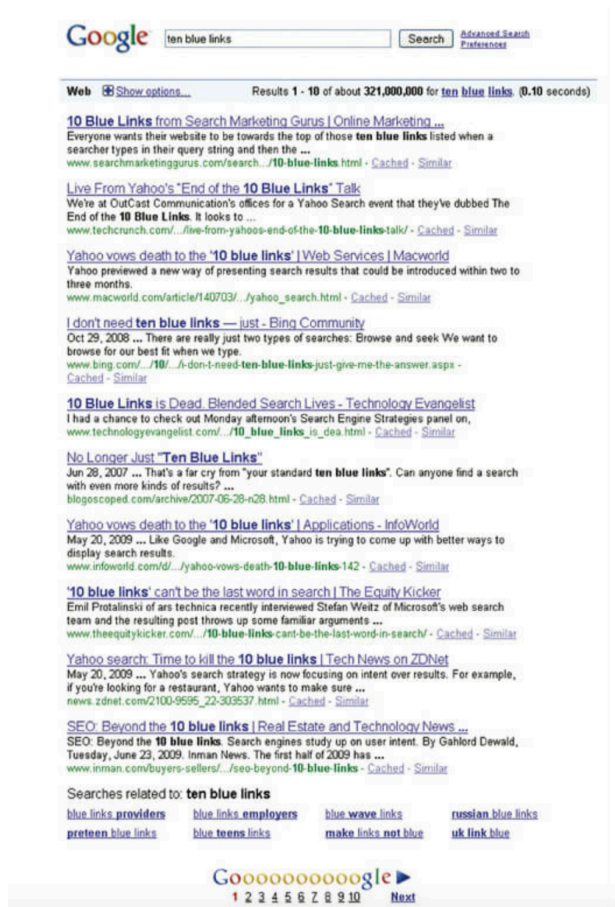 Google
ten blue links
Search
Advanced Search
Preferences
Web Show options... Results 1 - 10 of about 321,000,000 for ten blue links. (0.10 seconds)
10 Blue Links from Search Marketing Gurus | Online Marketing ...
Everyone wants their website to be towards the top of those ten blue links listed when a
searcher types in their query string and then the ...
www.searchmarketinggurus.com/search.../10-blue-links.html - Cached - Similar
Live From Yahoo's "End of the 10 Blue Links" Talk
We're at OutCast Communication's offices for a Yahoo Search event that they've dubbed The
End of the 10 Blue Links. It looks to ...
www.techcrunch.com/.../live-from-yahoos-end-of-the-10-blue-links-talk/ - Cached - Similar
Yahoo vows death to the '10 blue links' | Web Services | Macworld
Yahoo previewed a new way of presenting search results that could be introduced within two to
three months.
www.macworld.com/article/140703/.../yahoo_search.html - Cached - Similar
I don't need ten blue links — just - Bing Community
Oct 29, 2008 ... There are really just two types of searches: Browse and seek We want to
browse for our best fit when we type.
www.bing.com/.../10/.../i-don-t-need-ten-blue-links-just-give-me-the-answer.aspx -
Cached - Similar
10 Blue Links is Dead. Blended Search Lives - Technology Evangelist
I had a chance to check out Monday afternoon's Search Engine Strategies panel on,
www.technologyevangelist.com/.../10_blue_links_is_dea.html - Cached - Similar
No Longer Just "Ten Blue Links"
Jun 28, 2007 ... That's a far cry from "your standard ten blue links". Can anyone find a search
with even more kinds of results? ...
blogoscoped.com/archive/2007-06-28-n28.html - Cached - Similar
Yahoo vows death to the '10 blue links' | Applications - InfoWorld
May 20, 2009 ... Like Google and Microsoft, Yahoo is trying to come up with better ways to
display search results.
www.infoworld.com/d/.../yahoo-vows-death-10-blue-links-142 - Cached - Similar
'10 blue links' can't be the last word in search | The Equity Kicker
Emil Protalinski of ars technica recently interviewed Stefan Weitz of Microsoft's web search
team and the resulting post throws up some familiar arguments ...
www.theequitykicker.com/.../10-blue-links-cant-be-the-last-word-in-search/ - Cached - Similar
Yahoo search: Time to kill the 10 blue links | Tech News on ZDNet
May 20, 2009 ... Yahoo's search strategy is now focusing on intent over results. For example,
if you're looking for a restaurant, Yahoo wants to make sure ...
news.zdnet.com/2100-9595_22-303537.html - Cached - Similar
SEO: Beyond the 10 blue links | Real Estate and Technology News ...
SEO: Beyond the 10 blue links. Search engines study up on user intent. By Gahlord Dewald,
Tuesday, June 23, 2009. Inman News. The first half of 2009 has ...
www.inman.com/buyers-sellers/.../seo-beyond-10-blue-links - Cached - Similar
Searches related to: ten blue links
blue links providers blue links employers blue wave links russian blue links
preteen blue links blue teens links make links not blue uk link blue
Goooooooooogle
1 2 3 4 5 6 7 8 9 10 Next